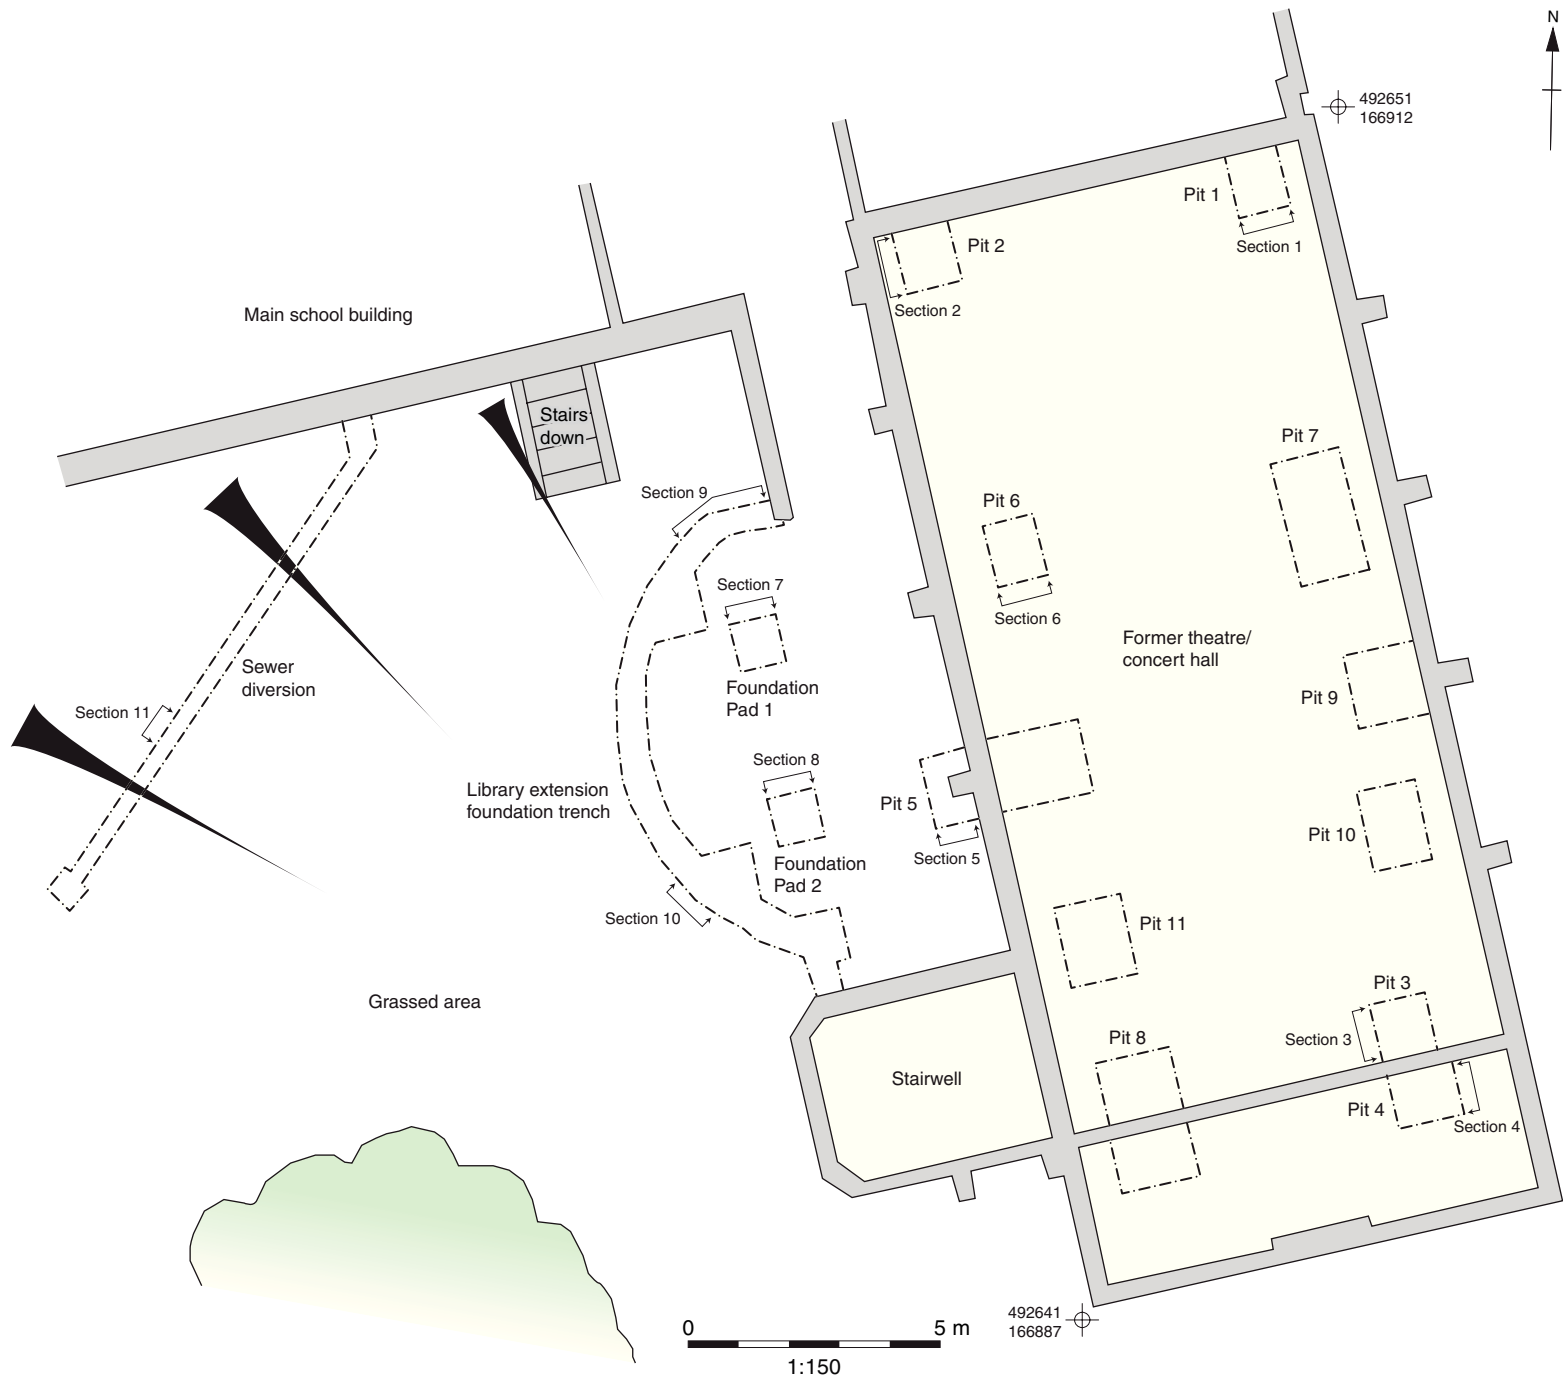 N
492651
166912
Pit 1
Section 1
Pit 2
Section 2
Main school building
Stairs
down
Pit 7
Section 9
Pit 6
Section 7
Section 6
Former theatre/
concert hall
Sewer
diversion
Foundation
Pad 1
Pit 9
Section 11
Section 8
Library extension
foundation trench
Pit 5
Pit 10
Section 5
Foundation
Pad 2
Section 10
Pit 11
Grassed area
Pit 3
Section 3
Pit 8
Stairwell
Pit 4
Section 4
492641
166887
0
5 m
1:150